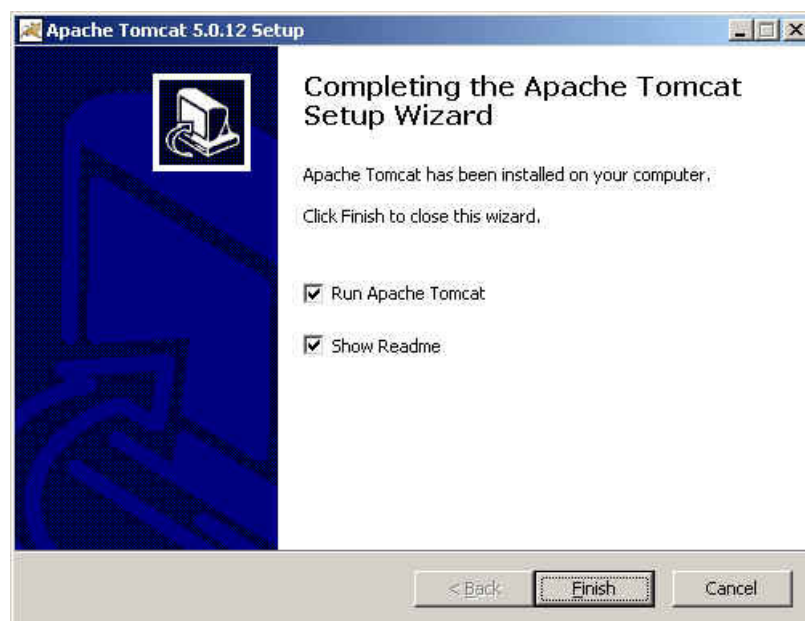 Apache Tomcat 5.0.12 Setup
Completing the Apache Tomcat
Setup Wizard
Apache Tomcat has been installed on your computer.
Click Finish to close this wizard.
Run Apache Tomcat
Show Readme
< Back
Finish
Cancel